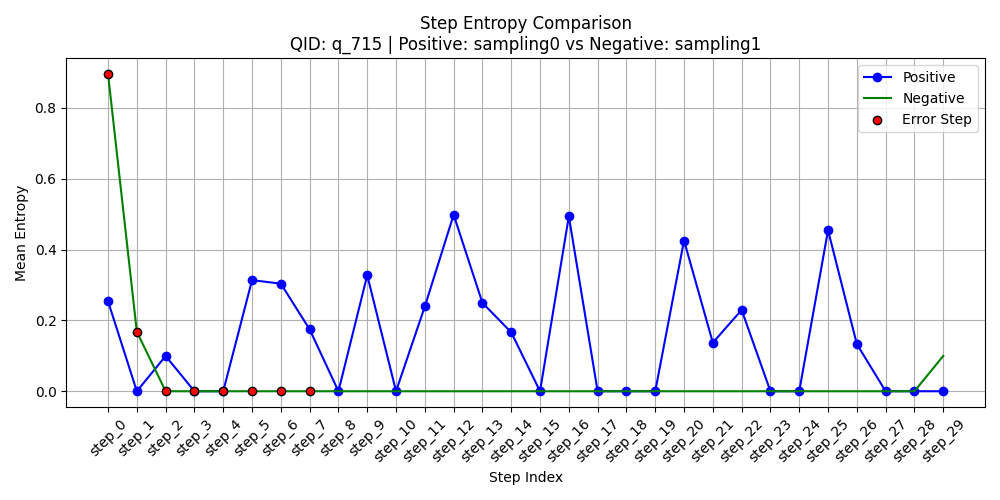 Step Entropy Comparison
QID: q_715 | Positive: sampling0 vs Negative: sampling1
Positive
Negative
Error Step
Mean Entropy
0.8
0.6
0.4
0.2
0.0
step_0 step_1 step_2 step_3 step_4 step_5 step_6 step_7 step_8 step_9 step_10 step_11 step_12 step_13 step_14 step_15 step_16 step_17 step_18 step_19 step_20 step_21 step_22 step_23 step_24 step_25 step_26 step_27 step_28 step_29
Step Index